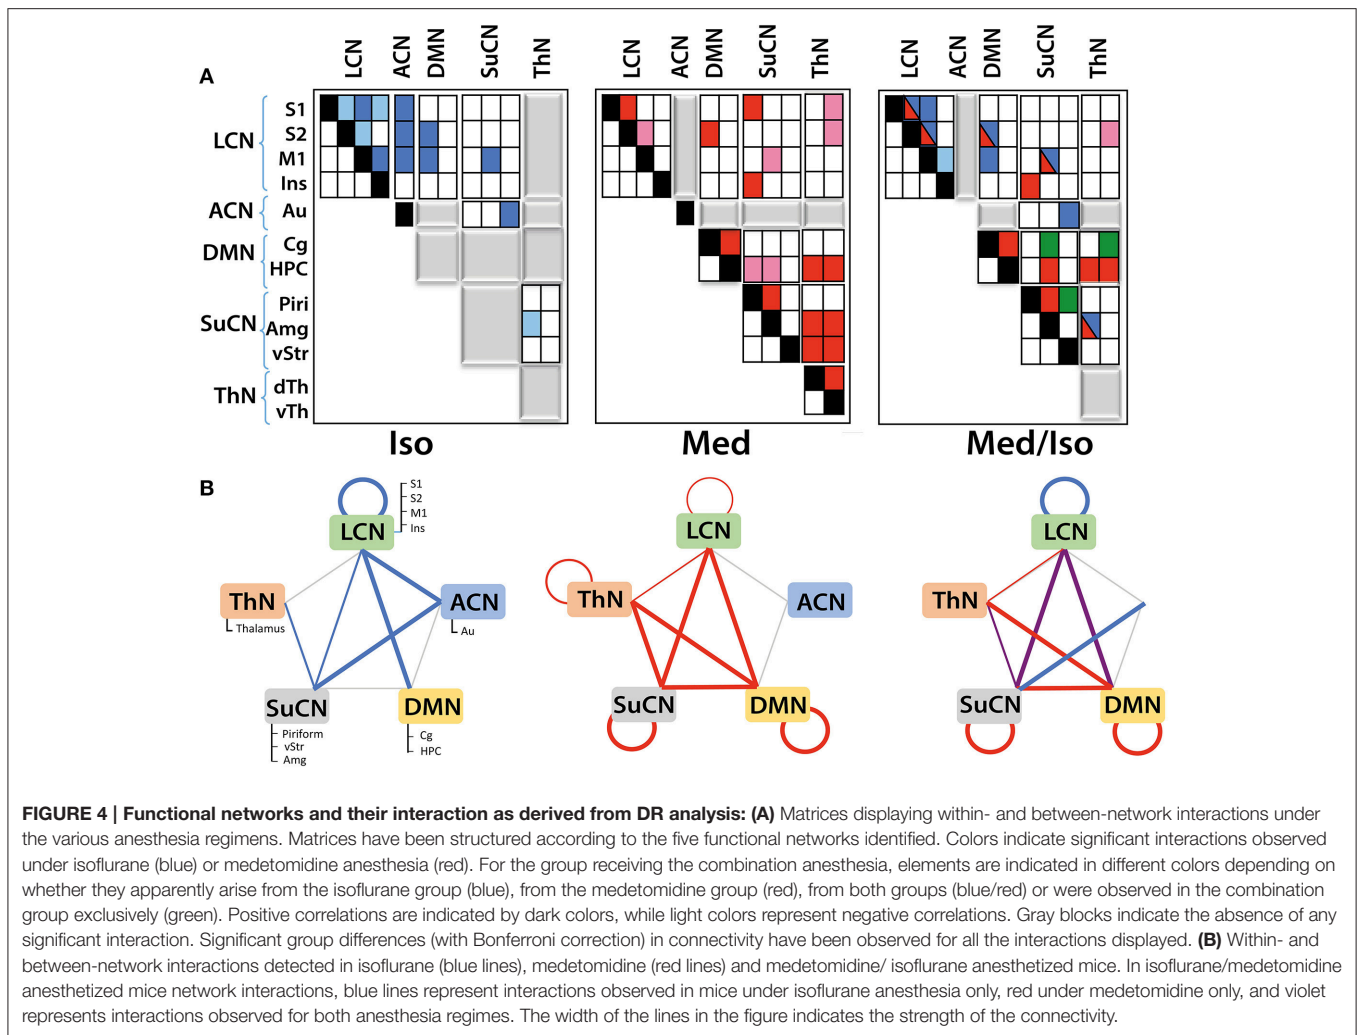 A
LCN
ACN
DMN
SuCN
ThN
LCN
ACN
DMN
SuCN
ThN
LCN
ACN
DMN
SuCN
ThN
LCN
S1
S2
M1
Ins
ACN
Au
DMN
Cg
HPC
SuCN
Piri
Amg
vStr
ThN
dTh
vTh
Iso
Med
Med/Iso
B
LCN
S1
S2
M1
Ins
ThN
Thalamus
ACN
Au
SuCN
Piriform
vStr
Amg
DMN
Cg
HPC
LCN
ThN
ACN
SuCN
DMN
LCN
ThN
SuCN
DMN
FIGURE 4 | Functional networks and their interaction as derived from DR analysis: (A) Matrices displaying within- and between-network interactions under
the various anesthesia regimens. Matrices have been structured according to the five functional networks identified. Colors indicate significant interactions observed
under isoflurane (blue) or medetomidine anesthesia (red). For the group receiving the combination anesthesia, elements are indicated in different colors depending on
whether they apparently arise from the isoflurane group (blue), from the medetomidine group (red), from both groups (blue/red) or were observed in the combination
group exclusively (green). Positive correlations are indicated by dark colors, while light colors represent negative correlations. Gray blocks indicate the absence of any
significant interaction. Significant group differences (with Bonferroni correction) in connectivity have been observed for all the interactions displayed. (B) Within- and
between-network interactions detected in isoflurane (blue lines), medetomidine (red lines) and medetomidine/ isoflurane anesthetized mice. In isoflurane/medetomidine
anesthetized mice network interactions, blue lines represent interactions observed in mice under isoflurane anesthesia only, red under medetomidine only, and violet
represents interactions observed for both anesthesia regimes. The width of the lines in the figure indicates the strength of the connectivity.